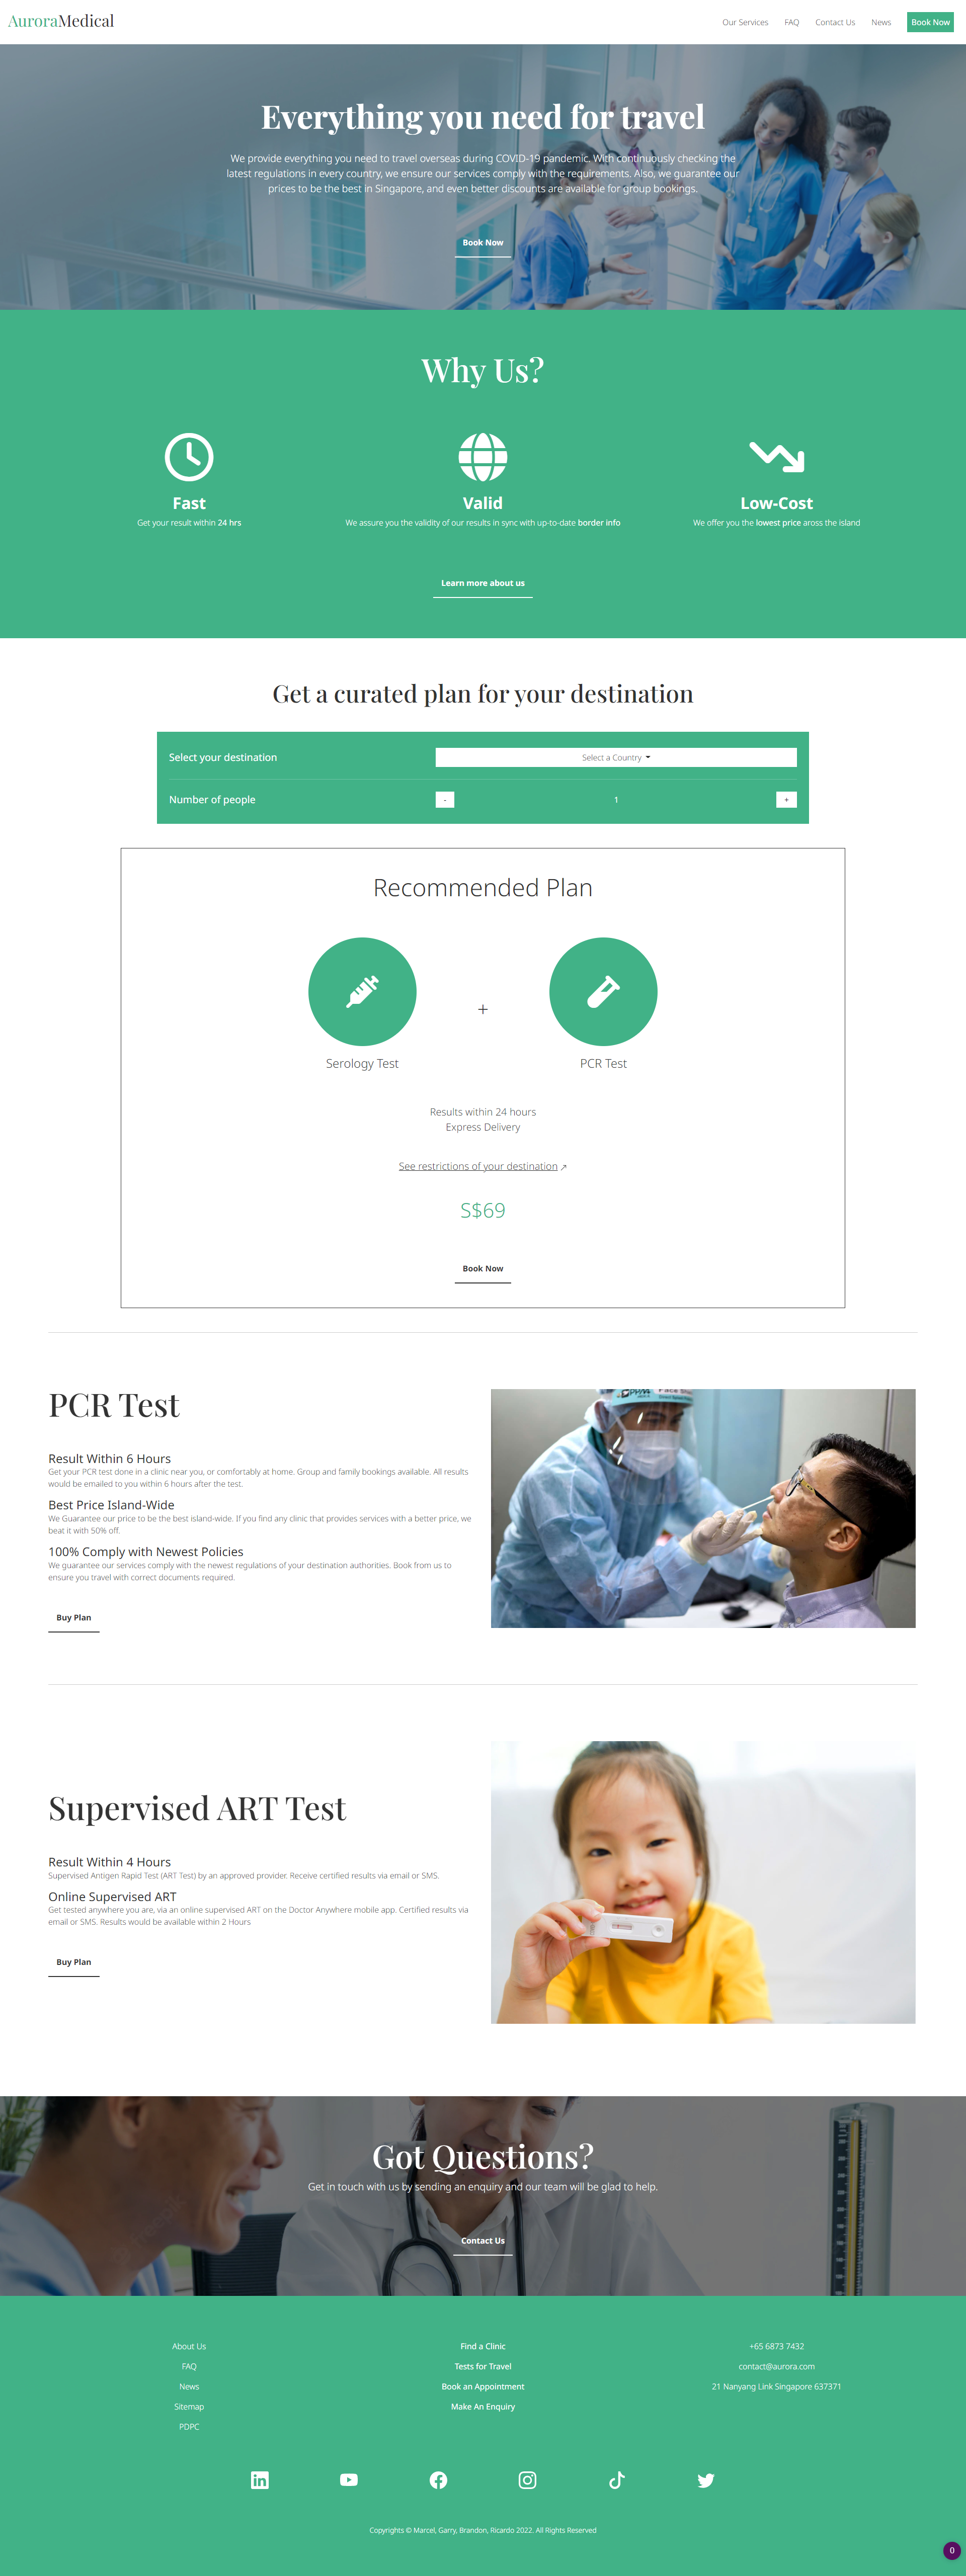 AuroraMedical
Our Services
FAQ
Contact Us
News
Book Now
Everything you need for travel
We provide everything you need to travel overseas during COVID-19 pandemic. With continuously checking the
latest regulations in every country, we ensure our services comply with the requirements. Also, we guarantee our
prices to be the best in Singapore, and even better discounts are available for group bookings.
Book Now
Why Us?
Fast
Get your result within 24 hrs
Valid
We assure you the validity of our results in sync with up-to-date border info
Low-Cost
We offer you the lowest price aross the island
Learn more about us
Get a curated plan for your destination
Select your destination
Select a Country
Number of people
-
1
+
Recommended Plan
+
Serology Test
PCR Test
Results within 24 hours
Express Delivery
See restrictions of your destination ↗
S$69
Book Now
PCR Test
Result Within 6 Hours
Get your PCR test done in a clinic near you, or comfortably at home. Group and family bookings available. All results
would be emailed to you within 6 hours after the test.
Best Price Island-Wide
We Guarantee our price to be the best island-wide. If you find any clinic that provides services with a better price, we
beat it with 50% off.
100% Comply with Newest Policies
We guarantee our services comply with the newest regulations of your destination authorities. Book from us to
ensure you travel with correct documents required.
Buy Plan
Supervised ART Test
Result Within 4 Hours
Supervised Antigen Rapid Test (ART Test) by an approved provider. Receive certified results via email or SMS.
Online Supervised ART
Get tested anywhere you are, via an online supervised ART on the Doctor Anywhere mobile app. Certified results via
email or SMS. Results would be available within 2 Hours
Buy Plan
Got Questions?
Get in touch with us by sending an enquiry and our team will be glad to help.
Contact Us
About Us
FAQ
News
Sitemap
PDPC
Find a Clinic
Tests for Travel
Book an Appointment
Make An Enquiry
+65 6873 7432
contact@aurora.com
21 Nanyang Link Singapore 637371
Copyrights © Marcel, Garry, Brandon, Ricardo 2022. All Rights Reserved
0